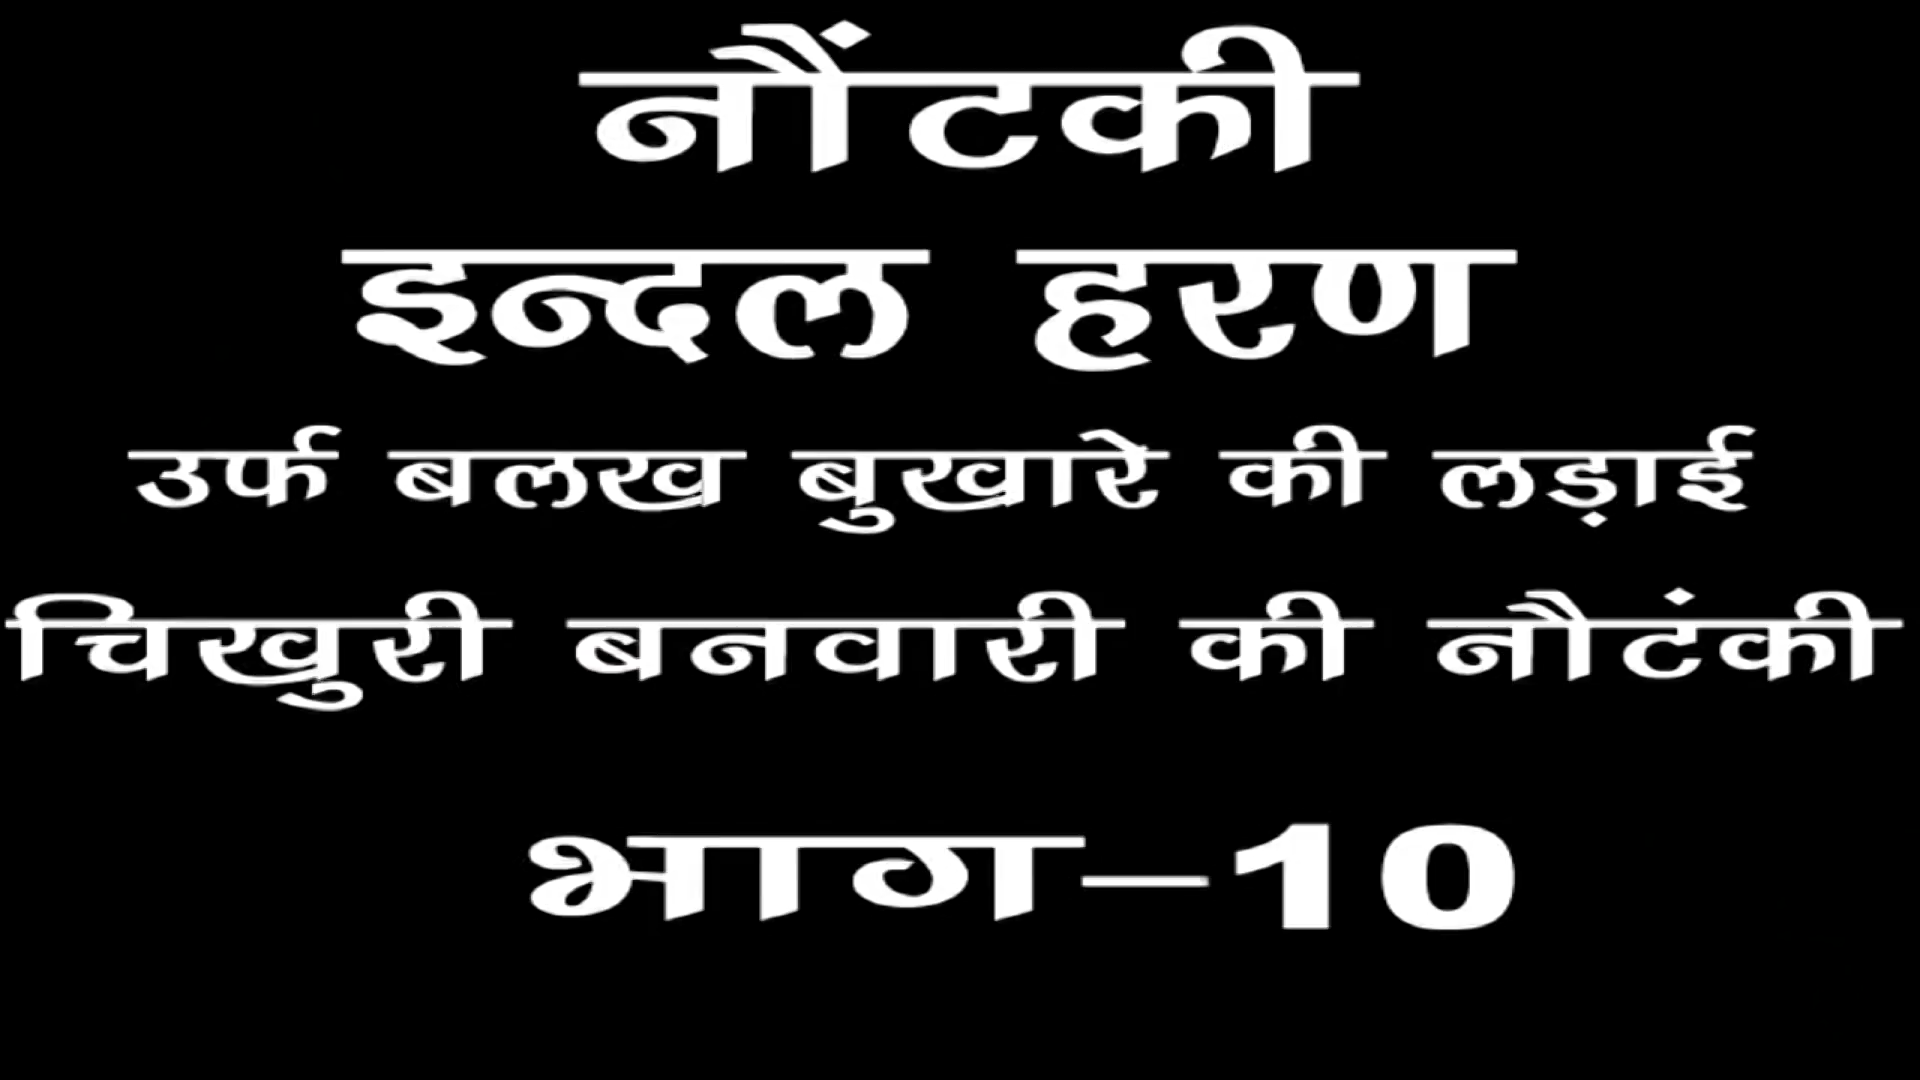 नौंटकी
इन्दल हरण
उर्फ बलख बुखारे की लड़ाई
चिखुरी बनवारी की नौटंकी
भाग–10